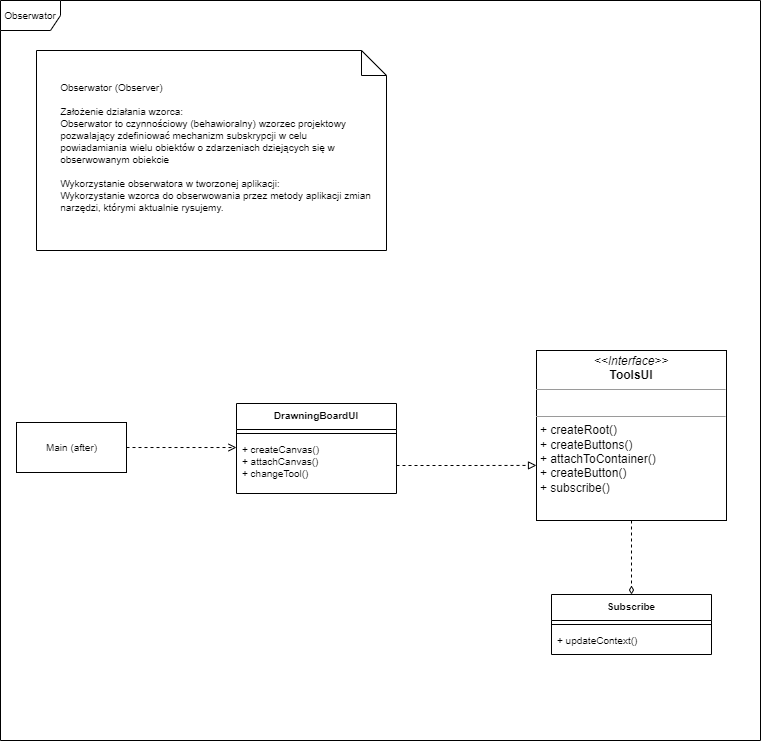 Obserwator
Obserwator (Observer)
Założenie działania wzorca:
Obserwator to czynnościowy (behawioralny) wzorzec projektowy
pozwalający zdefiniować mechanizm subskrypcji w celu
powiadamiania wielu obiektów o zdarzeniach dziejących się w
obserwowanym obiekcie
Wykorzystanie obserwatora w tworzonej aplikacji:
Wykorzystanie wzorca do obserwowania przez metody aplikacji zmian
narzędzi, którymi aktualnie rysujemy.
Main (after)
DrawningBoardUI
+ createCanvas()
+ attachCanvas()
+ changeTool()
<<Interface>>
ToolsUI
+ createRoot()
+ createButtons()
+ attachToContainer()
+ createButton()
+ subscribe()
Subscribe
+ updateContext()